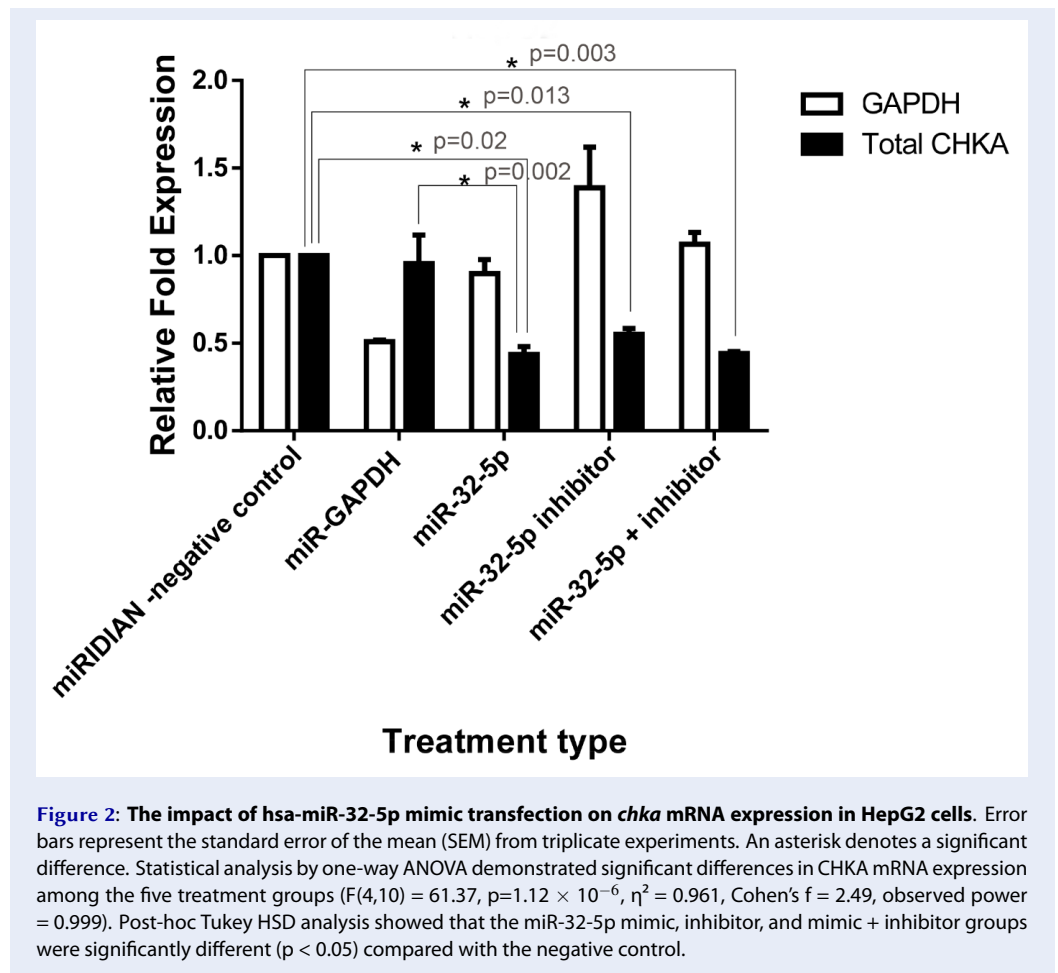 * p=0.003
2.0
* p=0.013
GAPDH
Total CHKA
* p=0.02
1.5
* p=0.002
1.0
0.5
0.0
Relative Fold Expression
miRIDIAN -negative control
miR-GAPDH
miR-32-5p
miR-32-5p inhibitor
miR-32-5p + inhibitor
Treatment type
Figure 2: The impact of hsa-miR-32-5p mimic transfection on chka mRNA expression in HepG2 cells. Error
bars represent the standard error of the mean (SEM) from triplicate experiments. An asterisk denotes a significant
difference. Statistical analysis by one-way ANOVA demonstrated significant differences in CHKA mRNA expression
among the five treatment groups (F(4,10) = 61.37, p=1.12 × 10⁻⁶, η² = 0.961, Cohen's f = 2.49, observed power
= 0.999). Post-hoc Tukey HSD analysis showed that the miR-32-5p mimic, inhibitor, and mimic + inhibitor groups
were significantly different (p < 0.05) compared with the negative control.